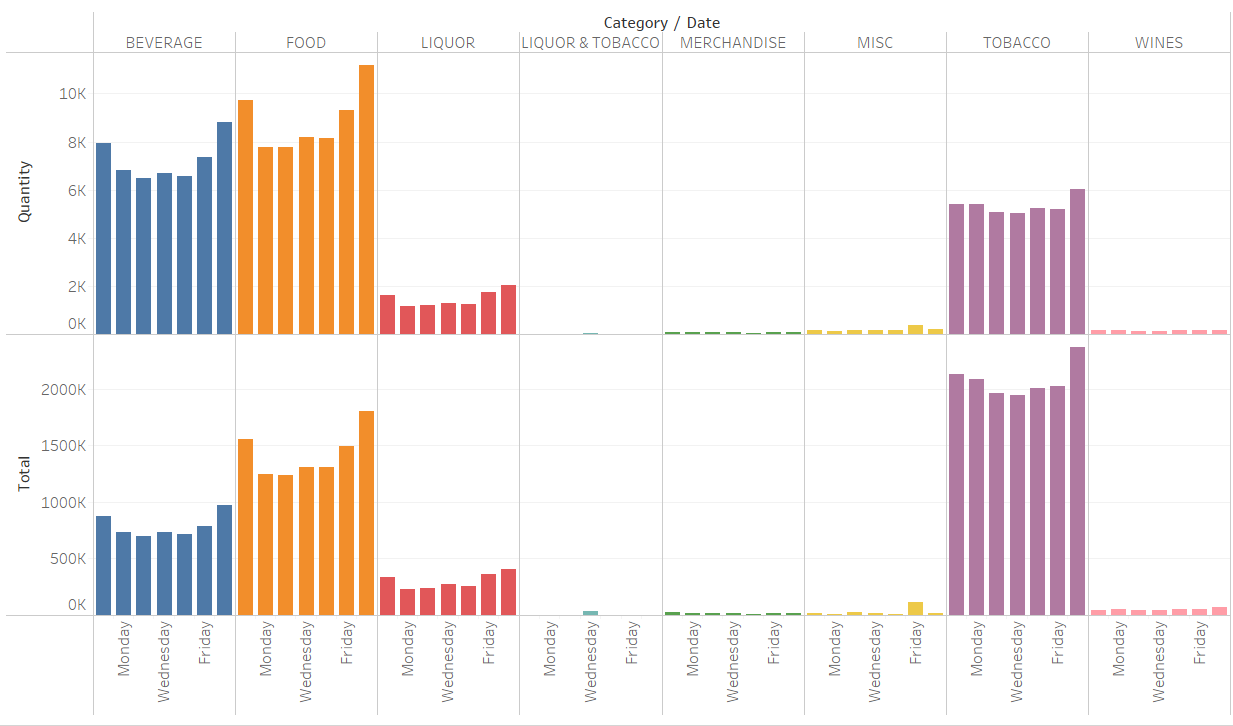 Category / Date
BEVERAGE FOOD LIQUOR LIQUOR & TOBACCO MERCHANDISE MISC TOBACCO WINES
Quantity
10K
8K
6K
4K
2K
0K
Total
2000K
1500K
1000K
500K
0K
Monday Wednesday Friday Monday Wednesday Friday Monday Wednesday Friday Monday Wednesday Friday Monday Wednesday Friday Monday Wednesday Friday Monday Wednesday Friday Monday Wednesday Friday